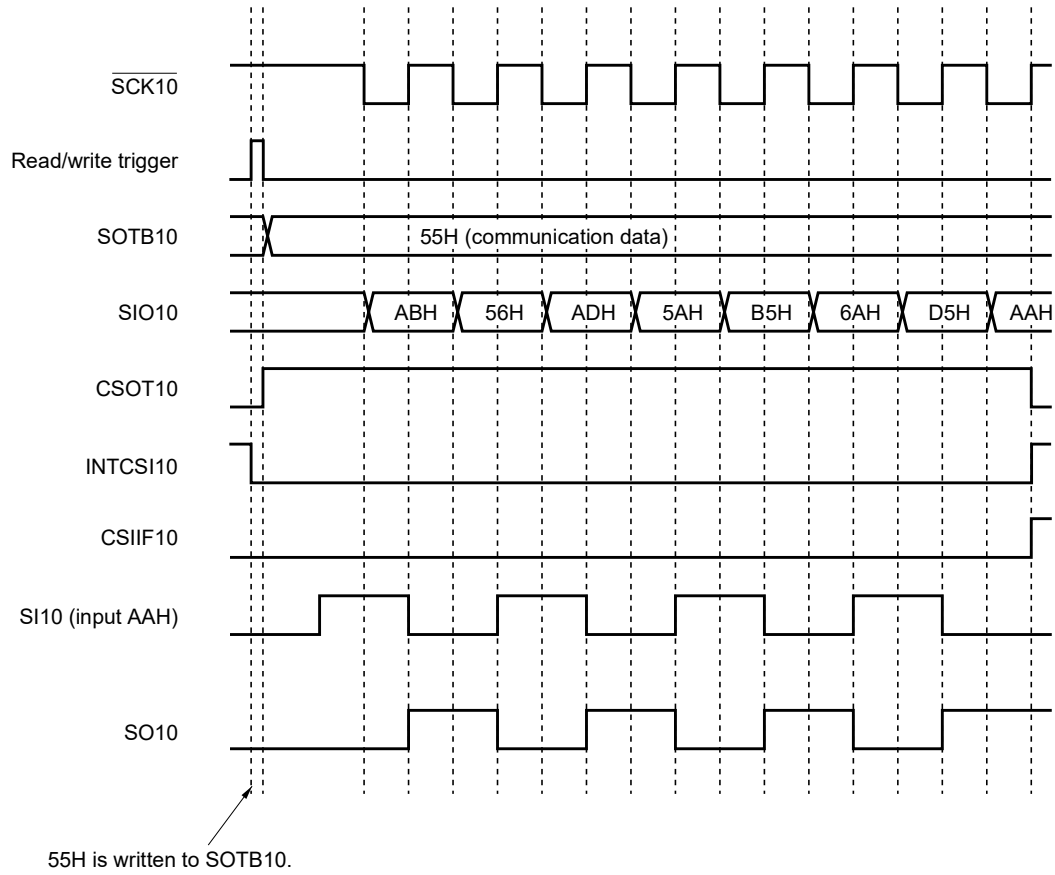 SCK10
Read/write trigger
SOTB10
55H (communication data)
SIO10
ABH 56H ADH 5AH B5H 6AH D5H AAH
CSOT10
INTCSI10
CSIIF10
SI10 (input AAH)
SO10
55H is written to SOTB10.